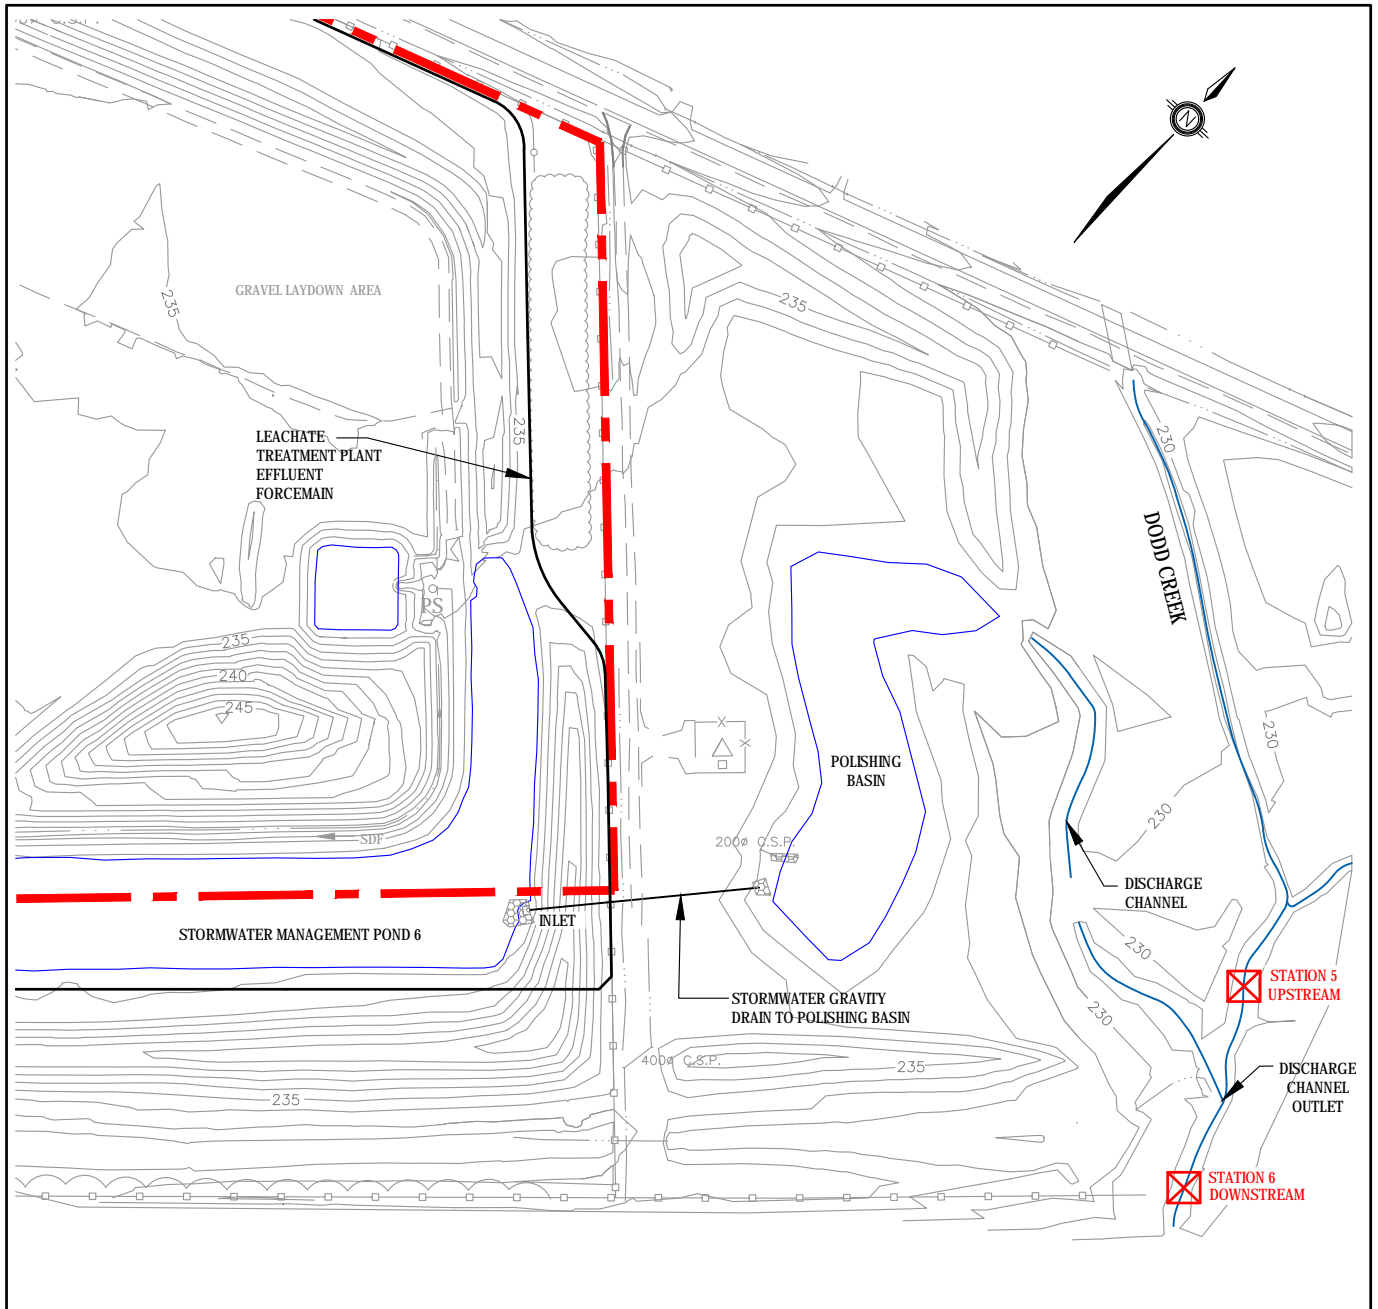 N
235
GRAVEL LAYDOWN AREA
235
235
LEACHATE
TREATMENT PLANT
EFFLUENT
FORCEMAIN
230
DODD CREEK
PS
235
240
245
230
POLISHING
BASIN
230
SDF
200ø C.S.P.
DISCHARGE
CHANNEL
INLET
STORMWATER MANAGEMENT POND 6
230
STATION 5
UPSTREAM
STORMWATER GRAVITY
DRAIN TO POLISHING BASIN
230
400ø C.S.P.
235
DISCHARGE
CHANNEL
OUTLET
235
STATION 6
DOWNSTREAM